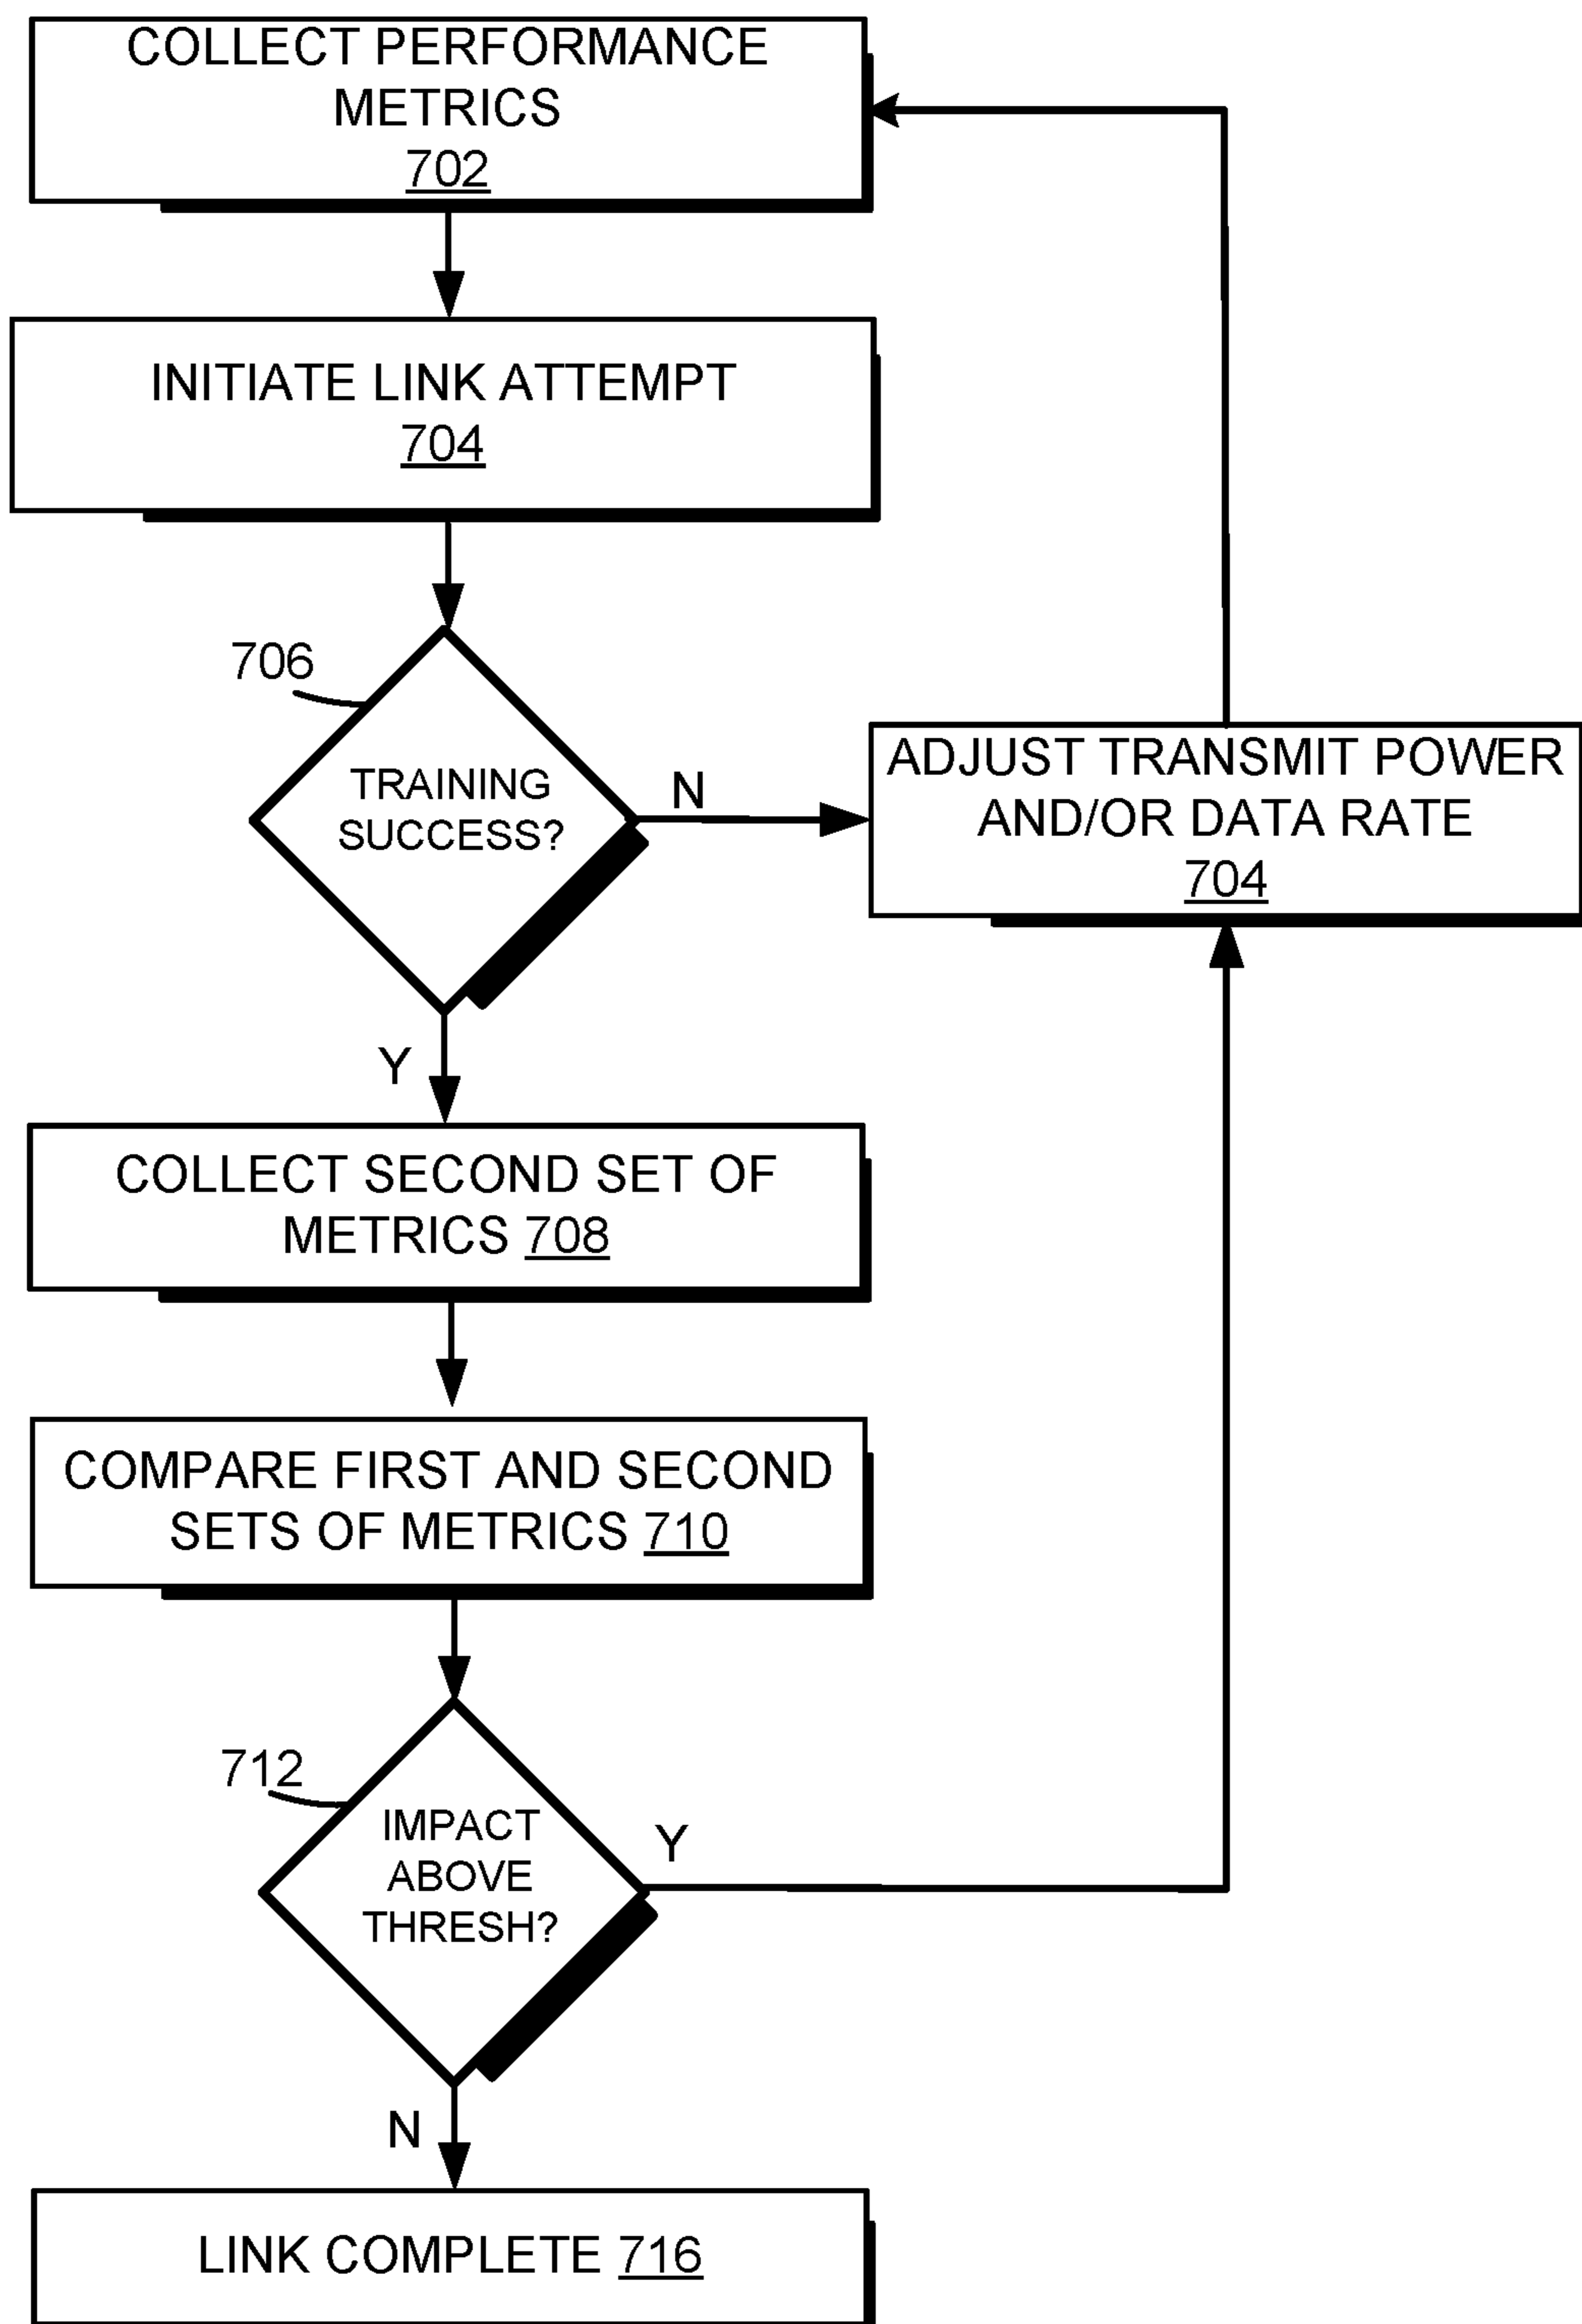 COLLECT PERFORMANCE
METRICS
702
INITIATE LINK ATTEMPT
704
706
TRAINING
SUCCESS?
N
ADJUST TRANSMIT POWER
AND/OR DATA RATE
704
Y
COLLECT SECOND SET OF
METRICS 708
COMPARE FIRST AND SECOND
SETS OF METRICS 710
712
IMPACT
ABOVE
THRESH?
Y
N
LINK COMPLETE 716